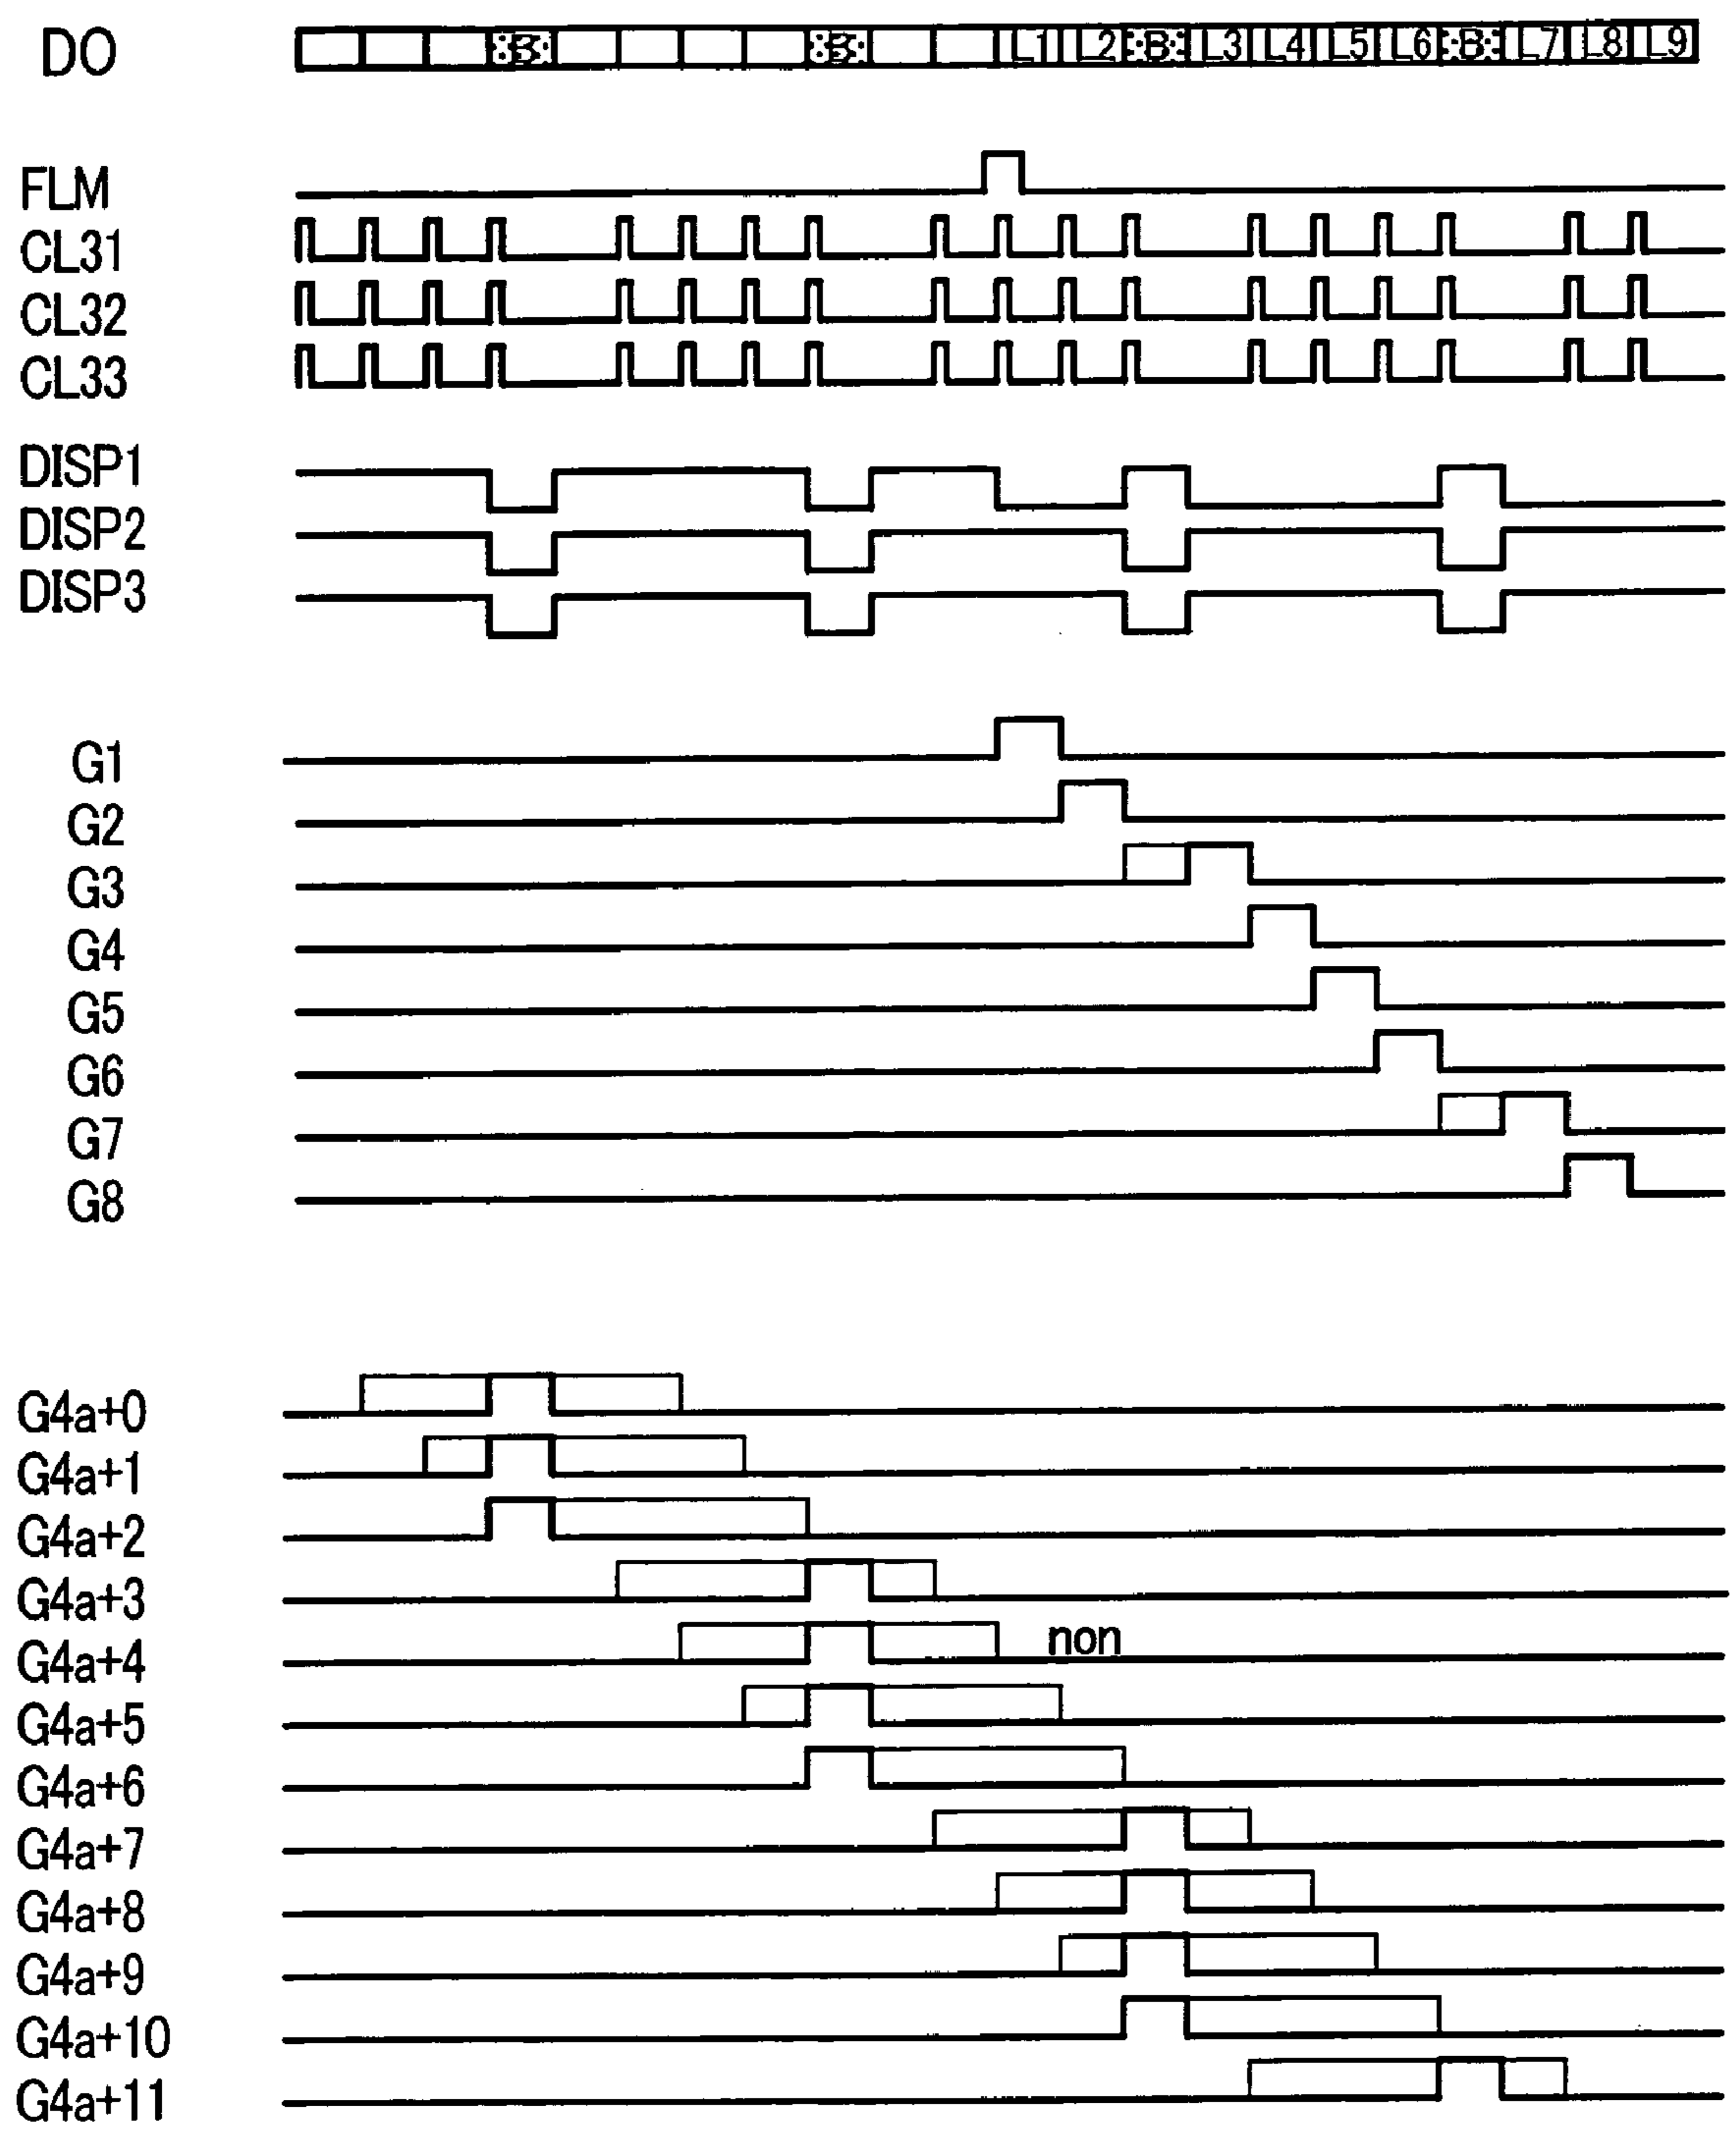 DO B B L1 L2 B L3 L4 L5 L6 B L7 L8 L9
FLM
CL31
CL32
CL33
DISP1
DISP2
DISP3
G1
G2
G3
G4
G5
G6
G7
G8
G4a+0
G4a+1
G4a+2
G4a+3
G4a+4 non
G4a+5
G4a+6
G4a+7
G4a+8
G4a+9
G4a+10
G4a+11